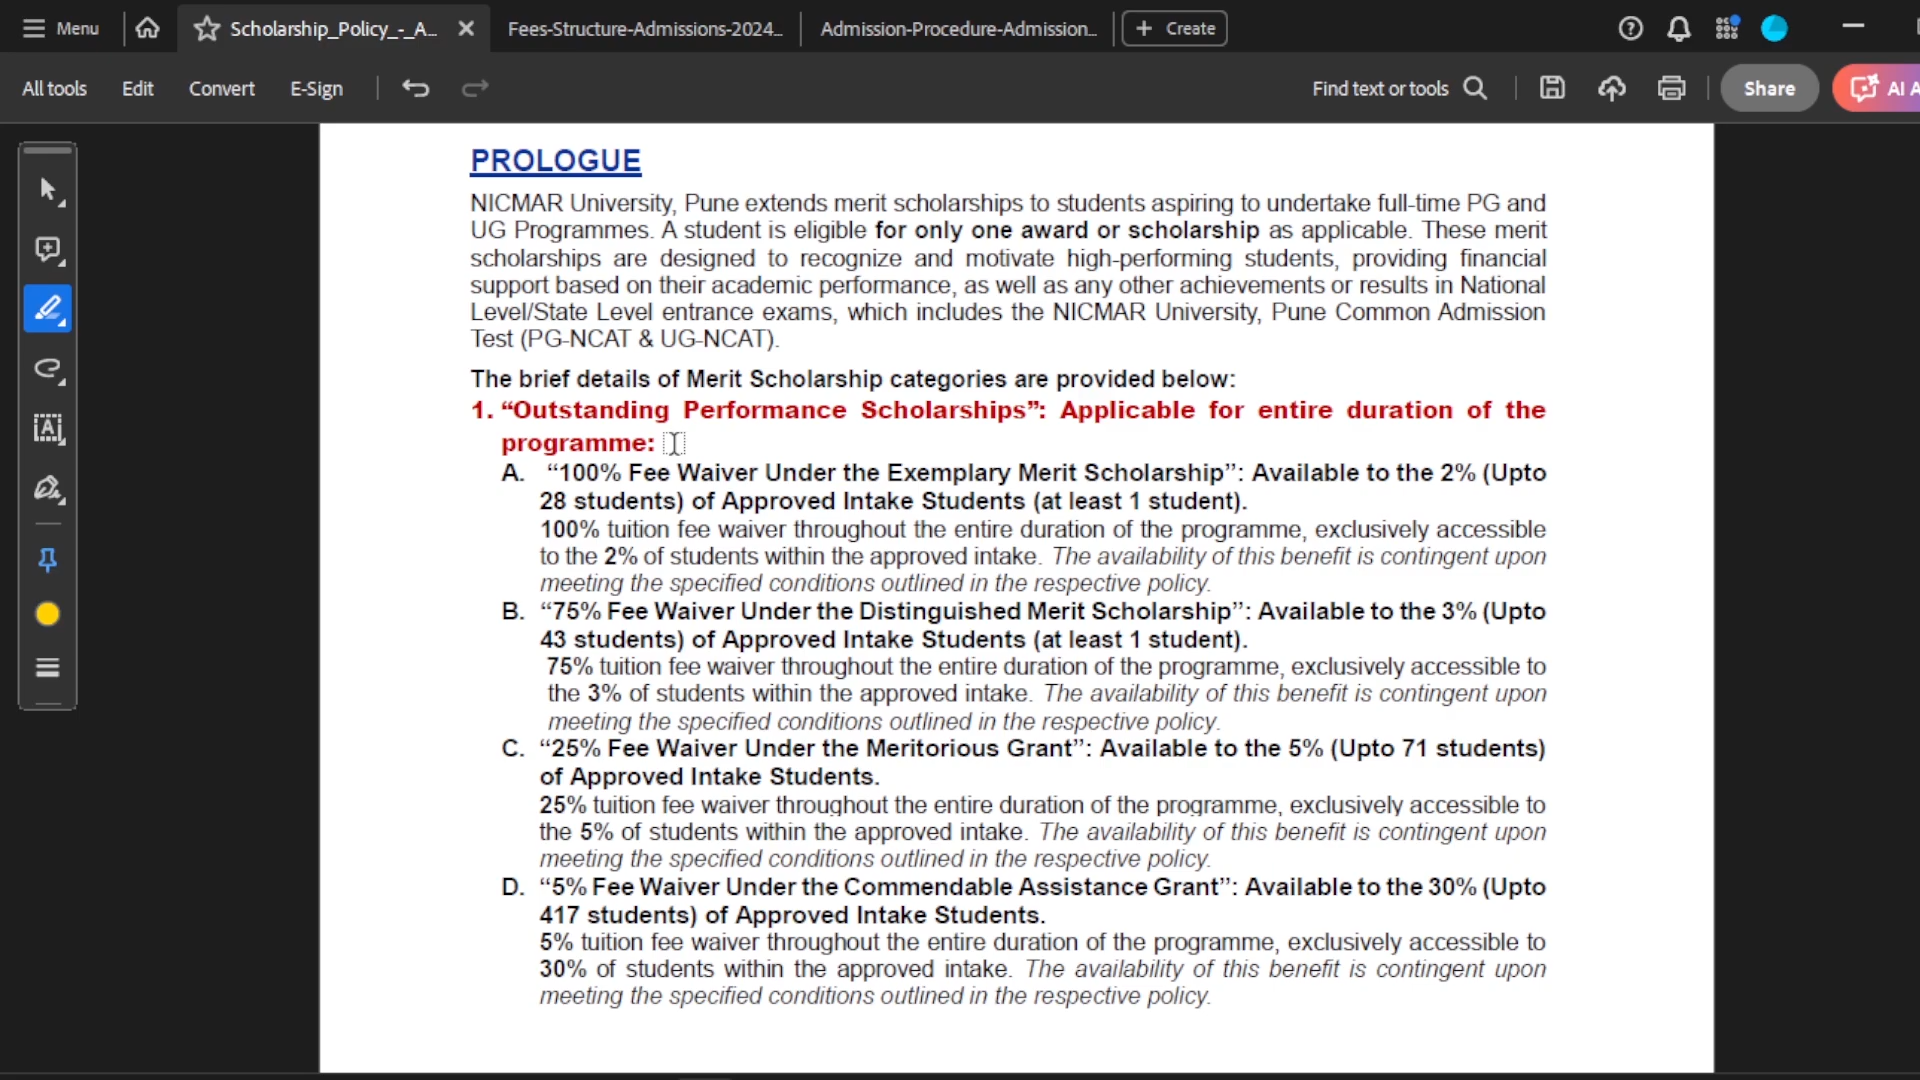 Menu
Scholarship_Policy_-_A...
Fees-Structure-Admissions-2024...
Admission-Procedure-Admission...
Create
All tools
Edit
Convert
E-Sign
Find text or tools
Share
AI A
PROLOGUE
NICMAR University, Pune extends merit scholarships to students aspiring to undertake full-time PG and
UG Programmes. A student is eligible for only one award or scholarship as applicable. These merit
scholarships are designed to recognize and motivate high-performing students, providing financial
support based on their academic performance, as well as any other achievements or results in National
Level/State Level entrance exams, which includes the NICMAR University, Pune Common Admission
Test (PG-NCAT & UG-NCAT).
The brief details of Merit Scholarship categories are provided below:
1. “Outstanding Performance Scholarships”: Applicable for entire duration of the
programme:
A. “100% Fee Waiver Under the Exemplary Merit Scholarship”: Available to the 2% (Upto
28 students) of Approved Intake Students (at least 1 student).
100% tuition fee waiver throughout the entire duration of the programme, exclusively accessible
to the 2% of students within the approved intake. The availability of this benefit is contingent upon
meeting the specified conditions outlined in the respective policy.
B. “75% Fee Waiver Under the Distinguished Merit Scholarship”: Available to the 3% (Upto
43 students) of Approved Intake Students (at least 1 student).
75% tuition fee waiver throughout the entire duration of the programme, exclusively accessible to
the 3% of students within the approved intake. The availability of this benefit is contingent upon
meeting the specified conditions outlined in the respective policy.
C. “25% Fee Waiver Under the Meritorious Grant”: Available to the 5% (Upto 71 students)
of Approved Intake Students.
25% tuition fee waiver throughout the entire duration of the programme, exclusively accessible to
the 5% of students within the approved intake. The availability of this benefit is contingent upon
meeting the specified conditions outlined in the respective policy.
D. “5% Fee Waiver Under the Commendable Assistance Grant”: Available to the 30% (Upto
417 students) of Approved Intake Students.
5% tuition fee waiver throughout the entire duration of the programme, exclusively accessible to
30% of students within the approved intake. The availability of this benefit is contingent upon
meeting the specified conditions outlined in the respective policy.